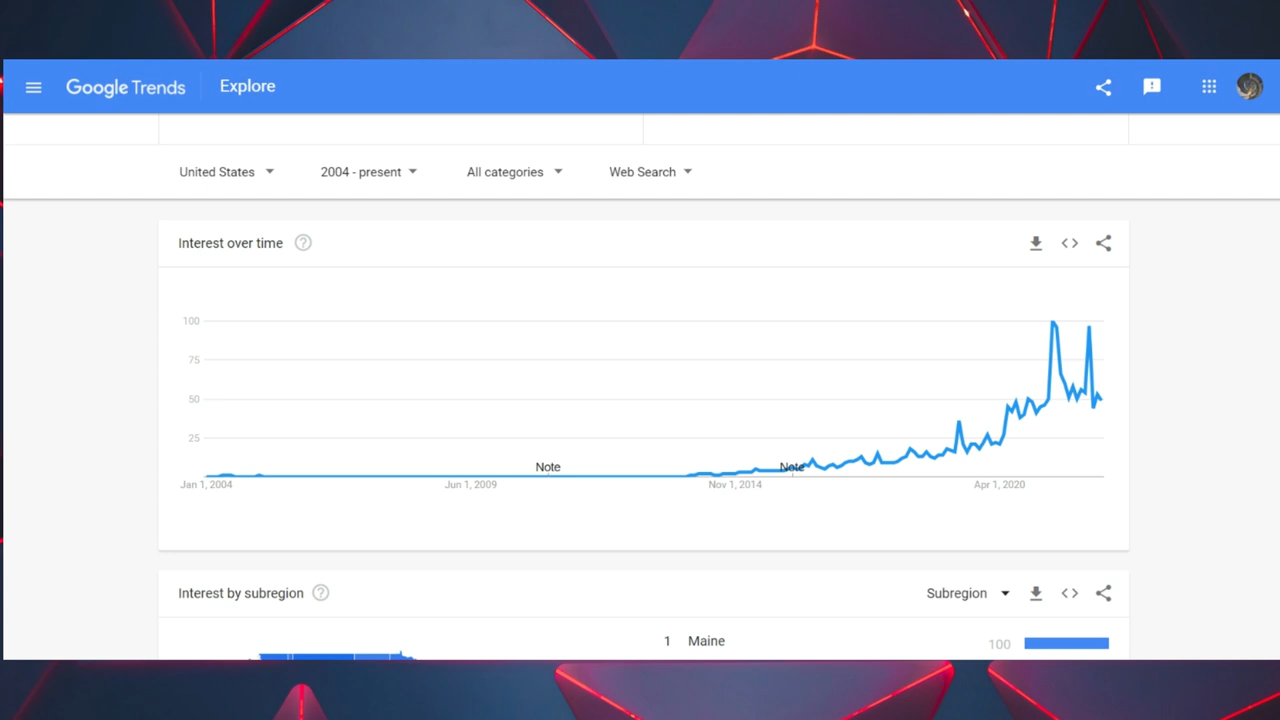 Google Trends Explore
United States 2004 - present All categories Web Search
Interest over time ?
100
75
50
25
Note Note
Jan 1, 2004 Jun 1, 2009 Nov 1, 2014 Apr 1, 2020
Interest by subregion ? Subregion
1 Maine 100